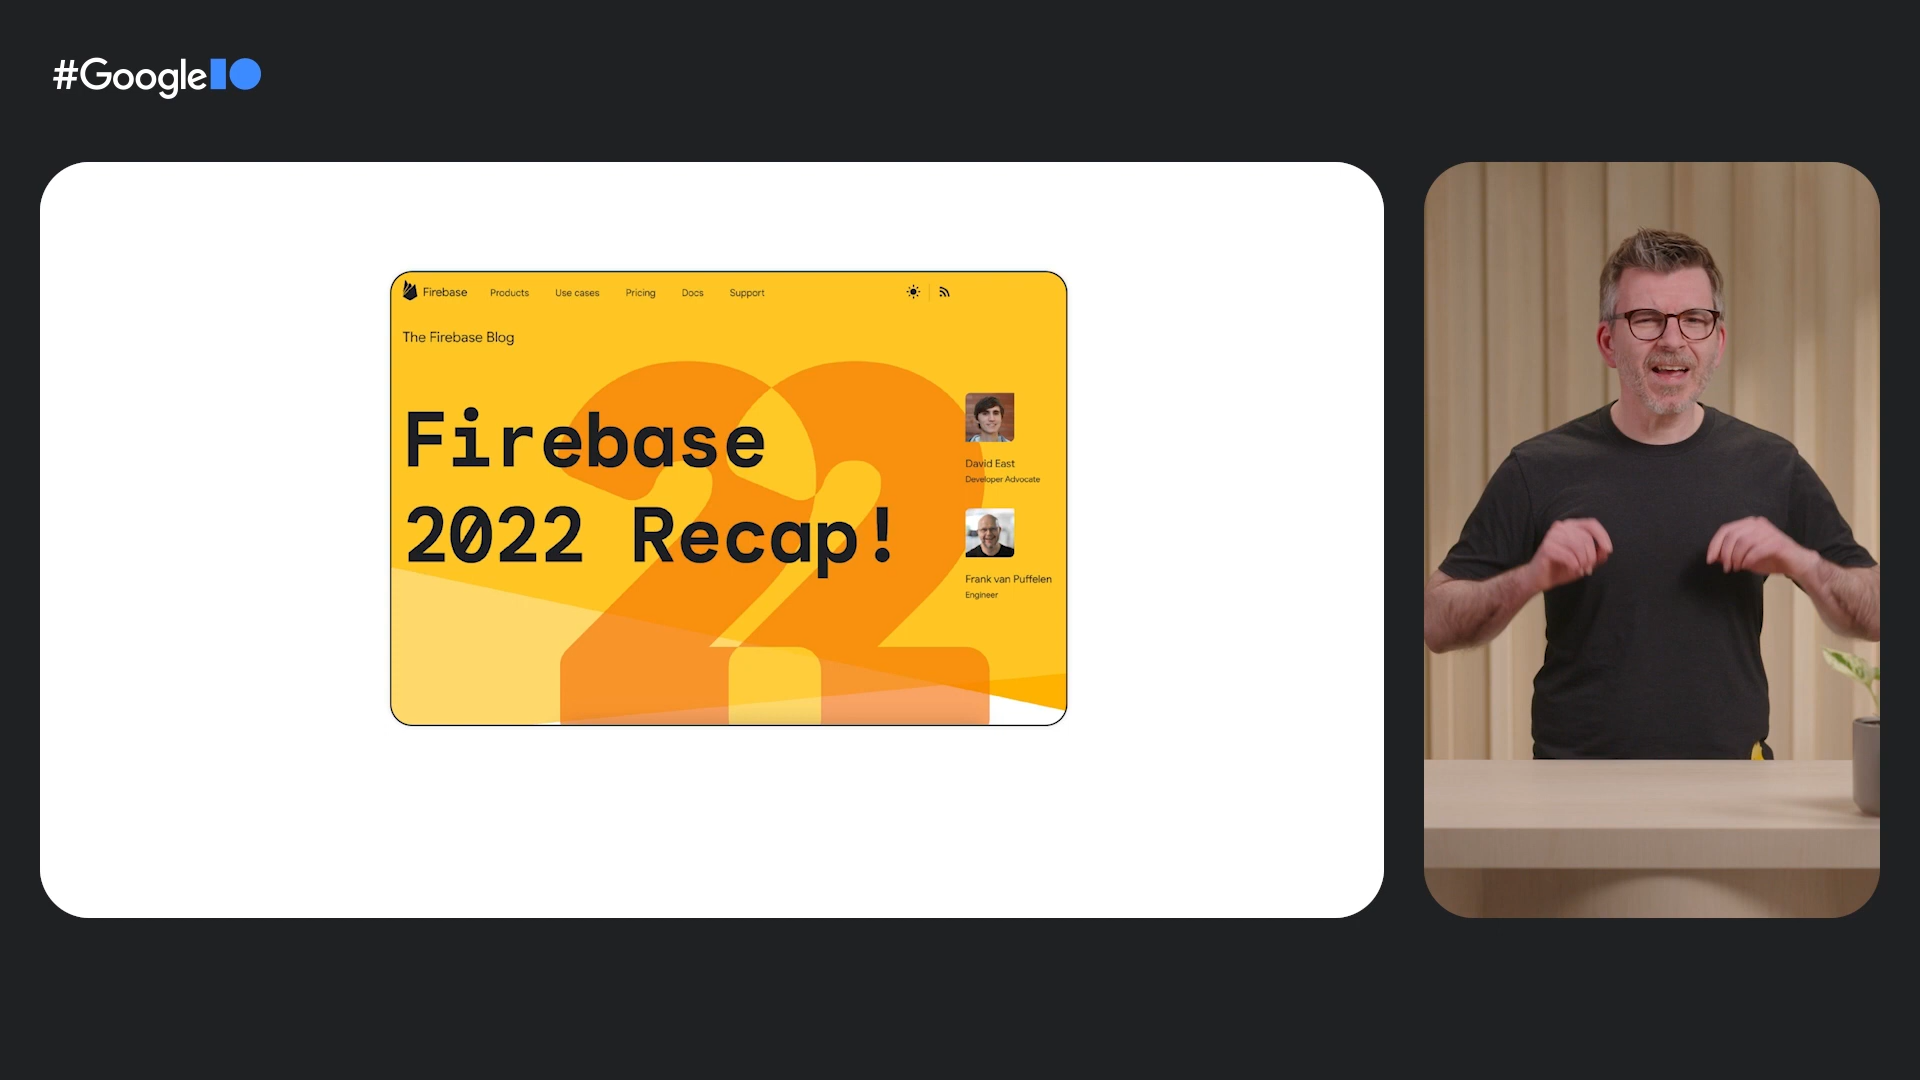 #GoogleIO
Firebase Products Use cases Pricing Docs Support
The Firebase Blog
Firebase
2022 Recap!
David East
Developer Advocate
Frank van Puffelen
Engineer